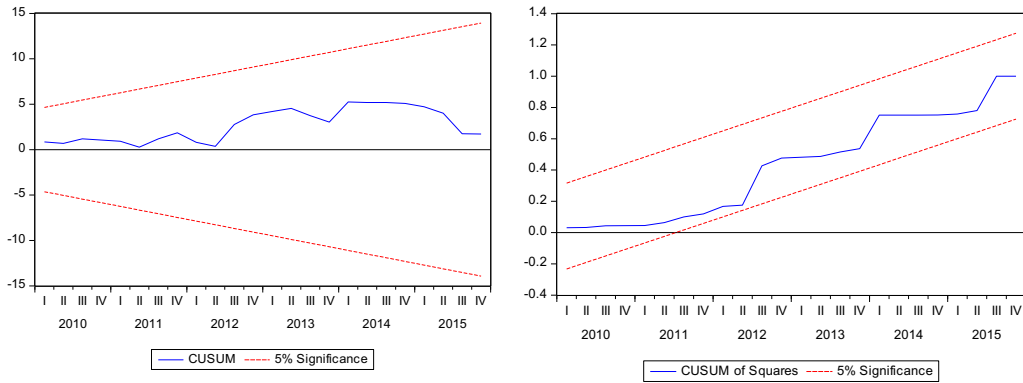 15
10
5
0
-5
-10
-15
I II III IV I II III IV I II III IV I II III IV I II III IV I II III IV
2010 2011 2012 2013 2014 2015
CUSUM 5% Significance
1.4
1.2
1.0
0.8
0.6
0.4
0.2
0.0
-0.2
-0.4
I II III IV I II III IV I II III IV I II III IV I II III IV I II III IV
2010 2011 2012 2013 2014 2015
CUSUM of Squares 5% Significance